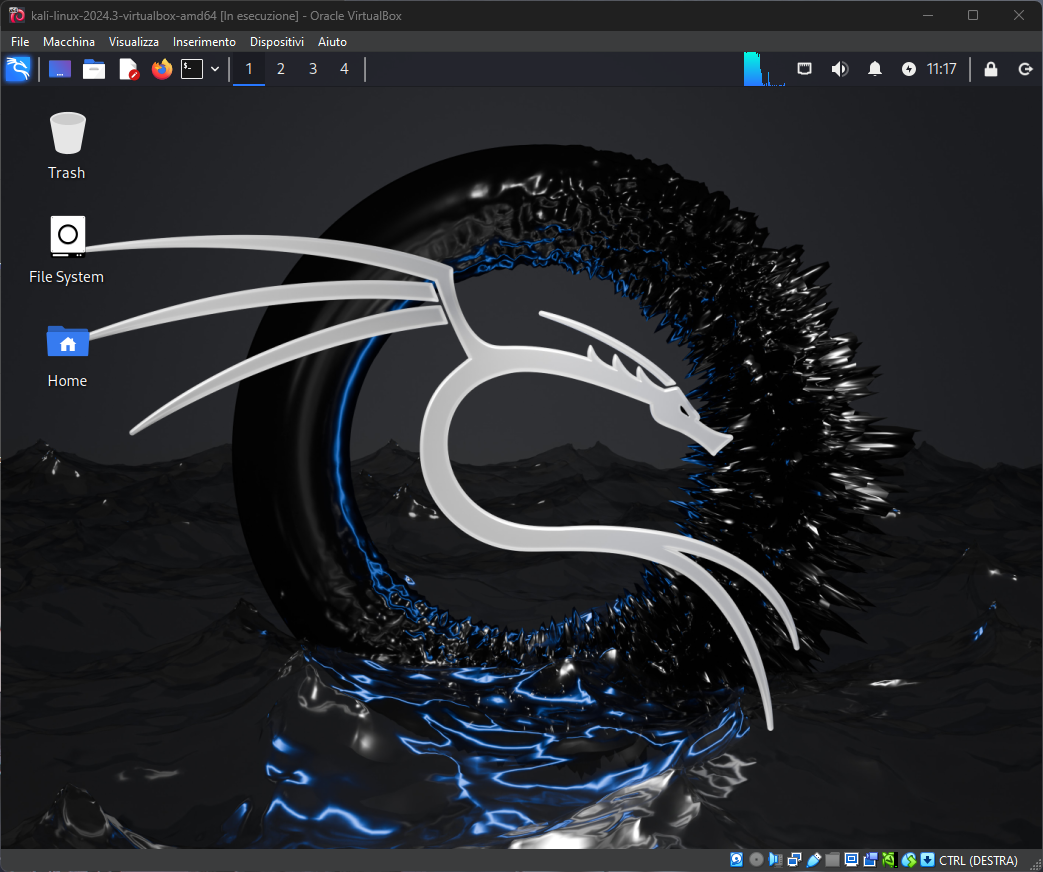 kali-linux-2024.3-virtualbox-amd64 [In esecuzione] - Oracle VirtualBox
File Macchina Visualizza Inserimento Dispositivi Aiuto
1 2 3 4 11:17
Trash
File System
Home
CTRL (DESTRA)